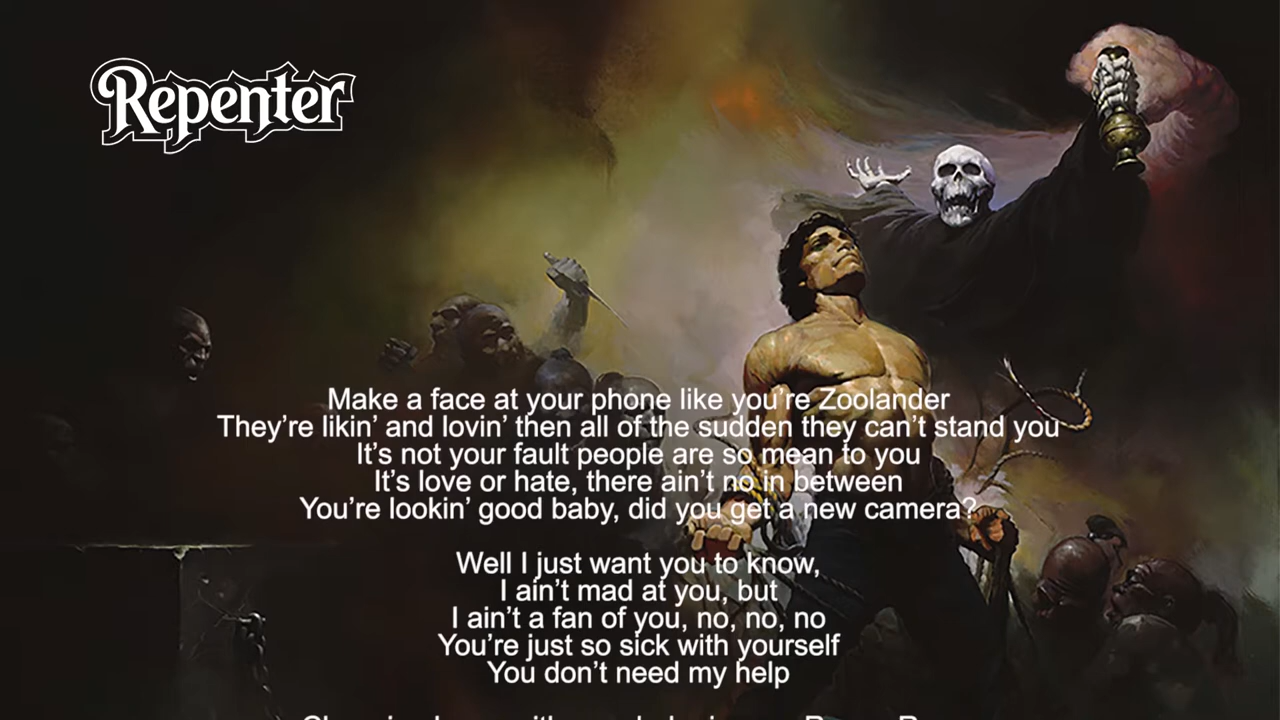 Repenter
Make a face at your phone like you're Zoolander
They're likin' and lovin' then all of the sudden they can't stand you
It's not your fault people are so mean to you
It's love or hate, there ain't no in between
You're lookin' good baby, did you get a new camera?
Well I just want you to know,
I ain't mad at you, but
I ain't a fan of you, no, no, no
You're just so sick with yourself
You don't need my help